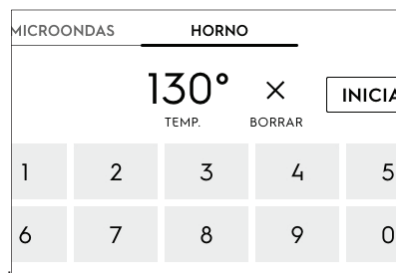 MICROONDAS HORNO
130° × INICIA
TEMP. BORRAR
1 2 3 4 5
6 7 8 9 0